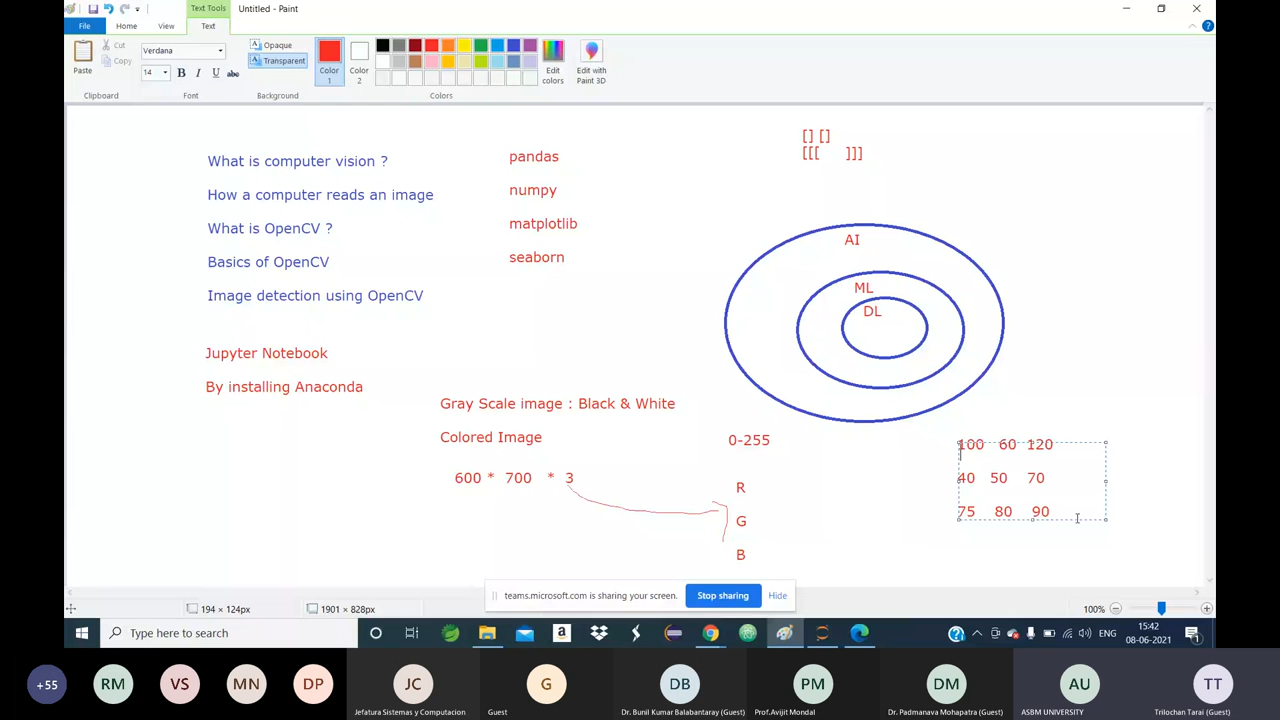 Text Tools
Untitled - Paint
File
Home
View
Text
Paste
Cut
Copy
Clipboard
Verdana
14
B I U abc
Font
Opaque
Transparent
Background
Color 1
Color 2
Edit colors
Edit with Paint 3D
Colors
What is computer vision ?
How a computer reads an image
What is OpenCV ?
Basics of OpenCV
Image detection using OpenCV
Jupyter Notebook
By installing Anaconda
pandas
numpy
matplotlib
seaborn
[] []
[[[ ]]]
AI
ML
DL
Gray Scale image : Black & White
Colored Image
600 * 700 * 3
0-255
R
G
B
100 60 120
40 50 70
75 80 90
teams.microsoft.com is sharing your screen.
Stop sharing
Hide
194 × 124px
1901 × 828px
100%
Type here to search
ENG
15:42
08-06-2021
+55
RM
VS
MN
DP
JC
Jefatura Sistemas y Computacion
G
Guest
DB
Dr. Bunil Kumar Balabantaray (Guest)
PM
Prof.Avijit Mondal
DM
Dr. Padmanava Mohapatra (Guest)
AU
ASBM UNIVERSITY
TT
Trilochan Tarai (Guest)